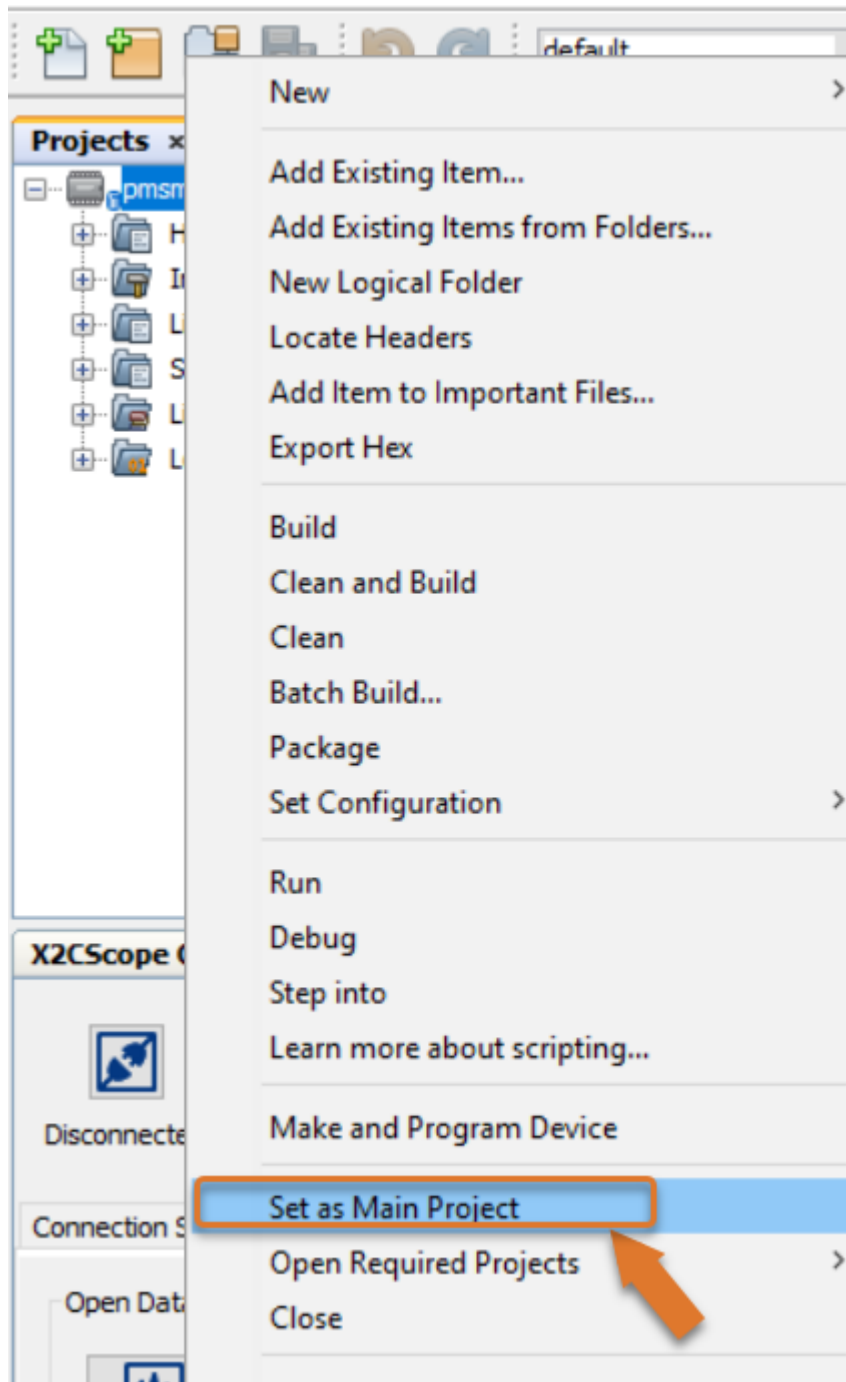 default
New
Projects
pmsm
Add Existing Item...
Add Existing Items from Folders...
New Logical Folder
Locate Headers
Add Item to Important Files...
Export Hex
Build
Clean and Build
Clean
Batch Build...
Package
Set Configuration
Run
Debug
X2CScope
Step into
Learn more about scripting...
Disconnecte
Make and Program Device
Set as Main Project
Connection S
Open Required Projects
Open Data
Close